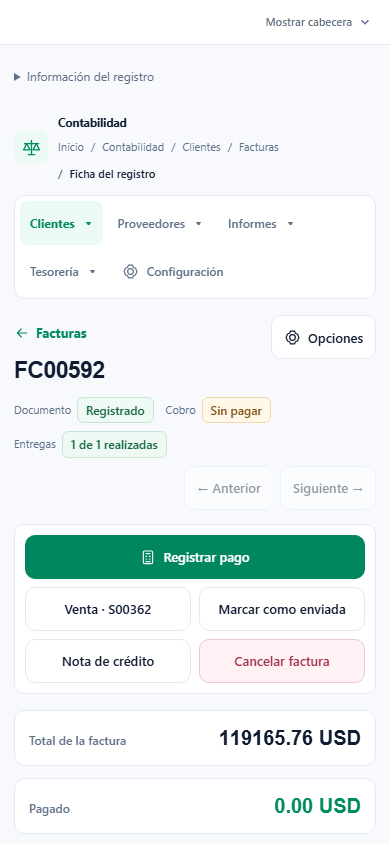 Mostrar cabecera
Información del registro
Contabilidad
Inicio / Contabilidad / Clientes / Facturas
/ Ficha del registro
Clientes Proveedores Informes
Tesorería Configuración
← Facturas
Opciones
FC00592
Documento Registrado Cobro Sin pagar
Entregas 1 de 1 realizadas
← Anterior Siguiente →
Registrar pago
Venta · S00362 Marcar como enviada
Nota de crédito Cancelar factura
Total de la factura 119165.76 USD
Pagado 0.00 USD